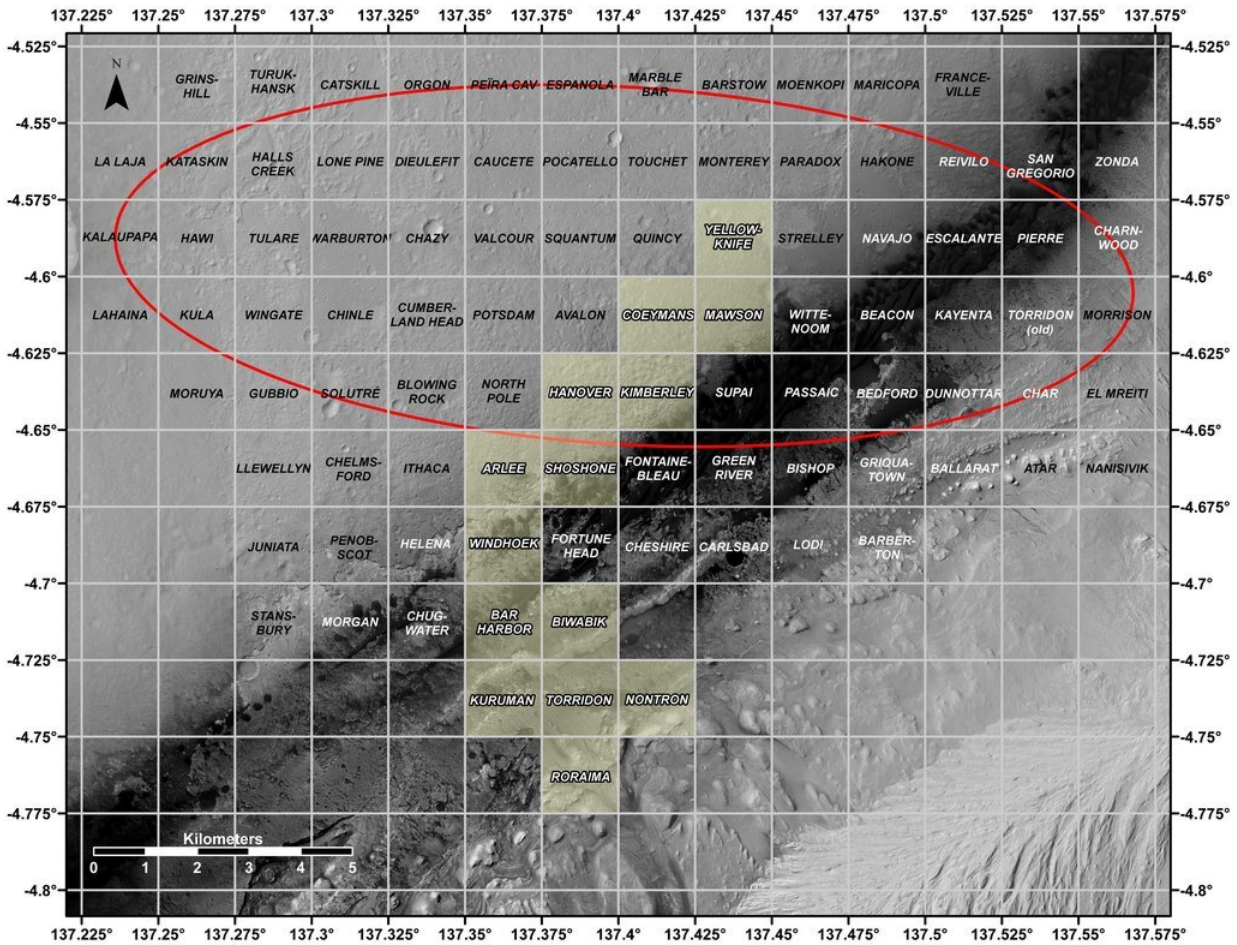 137.225 137.25 137.275 137.3 137.325 137.35 137.375 137.4 137.425 137.45 137.475 137.5 137.525 137.55 137.575
-4.525° -4.525°
N
GRINS-
HILL
TURUK-
HANSK
CATSKILL
ORGON
PEÏRA CAV
ESPANOLA
MARBLE
BAR
BARSTOW
MOENKOPI
MARICOPA
FRANCE-
VILLE
-4.55° -4.55°
LA LAJA
KATASKIN
HALLS
CREEK
LONE PINE
DIEULEFIT
CAUCETE
POCATELLO
TOUCHET
MONTEREY
PARADOX
HAKONE
REIVILO
SAN
GREGORIO
ZONDA
-4.575° -4.575°
KALAUPAPA
HAWI
TULARE
WARBURTON
CHAZY
VALCOUR
SQUANTUM
QUINCY
YELLOW-
KNIFE
STRELLEY
NAVAJO
ESCALANTE
PIERRE
CHARN-
WOOD
-4.6° -4.6°
LAHAINA
KULA
WINGATE
CHINLE
CUMBER-
LAND HEAD
POTSDAM
AVALON
COEYMANS
MAWSON
WITTE-
NOOM
BEACON
KAYENTA
TORRIDON
(old)
MORRISON
-4.625° -4.625°
MORUYA
GUBBIO
SOLUTRÉ
BLOWING
ROCK
NORTH
POLE
HANOVER
KIMBERLEY
SUPAI
PASSAIC
BEDFORD
DUNNOTTAR
CHAR
EL MREITI
-4.65° -4.65°
LLEWELLYN
CHELMS-
FORD
ITHACA
ARLEE
SHOSHONE
FONTAINE-
BLEAU
GREEN
RIVER
BISHOP
GRIQUA-
TOWN
BALLARAT
ATAR
NANISIVIK
-4.675° -4.675°
JUNIATA
PENOB-
SCOT
HELENA
WINDHOEK
FORTUNE
HEAD
CHESHIRE
CARLSBAD
LODI
BARBER-
TON
-4.7° -4.7°
STANS-
BURY
MORGAN
CHUG-
WATER
BAR
HARBOR
BIWABIK
-4.725° -4.725°
KURUMAN
TORRIDON
NONTRON
-4.75° -4.75°
RORAIMA
-4.775° -4.775°
Kilometers
0 1 2 3 4 5
-4.8° -4.8°
137.225 137.25 137.275 137.3 137.325 137.35 137.375 137.4 137.425 137.45 137.475 137.5 137.525 137.55 137.575